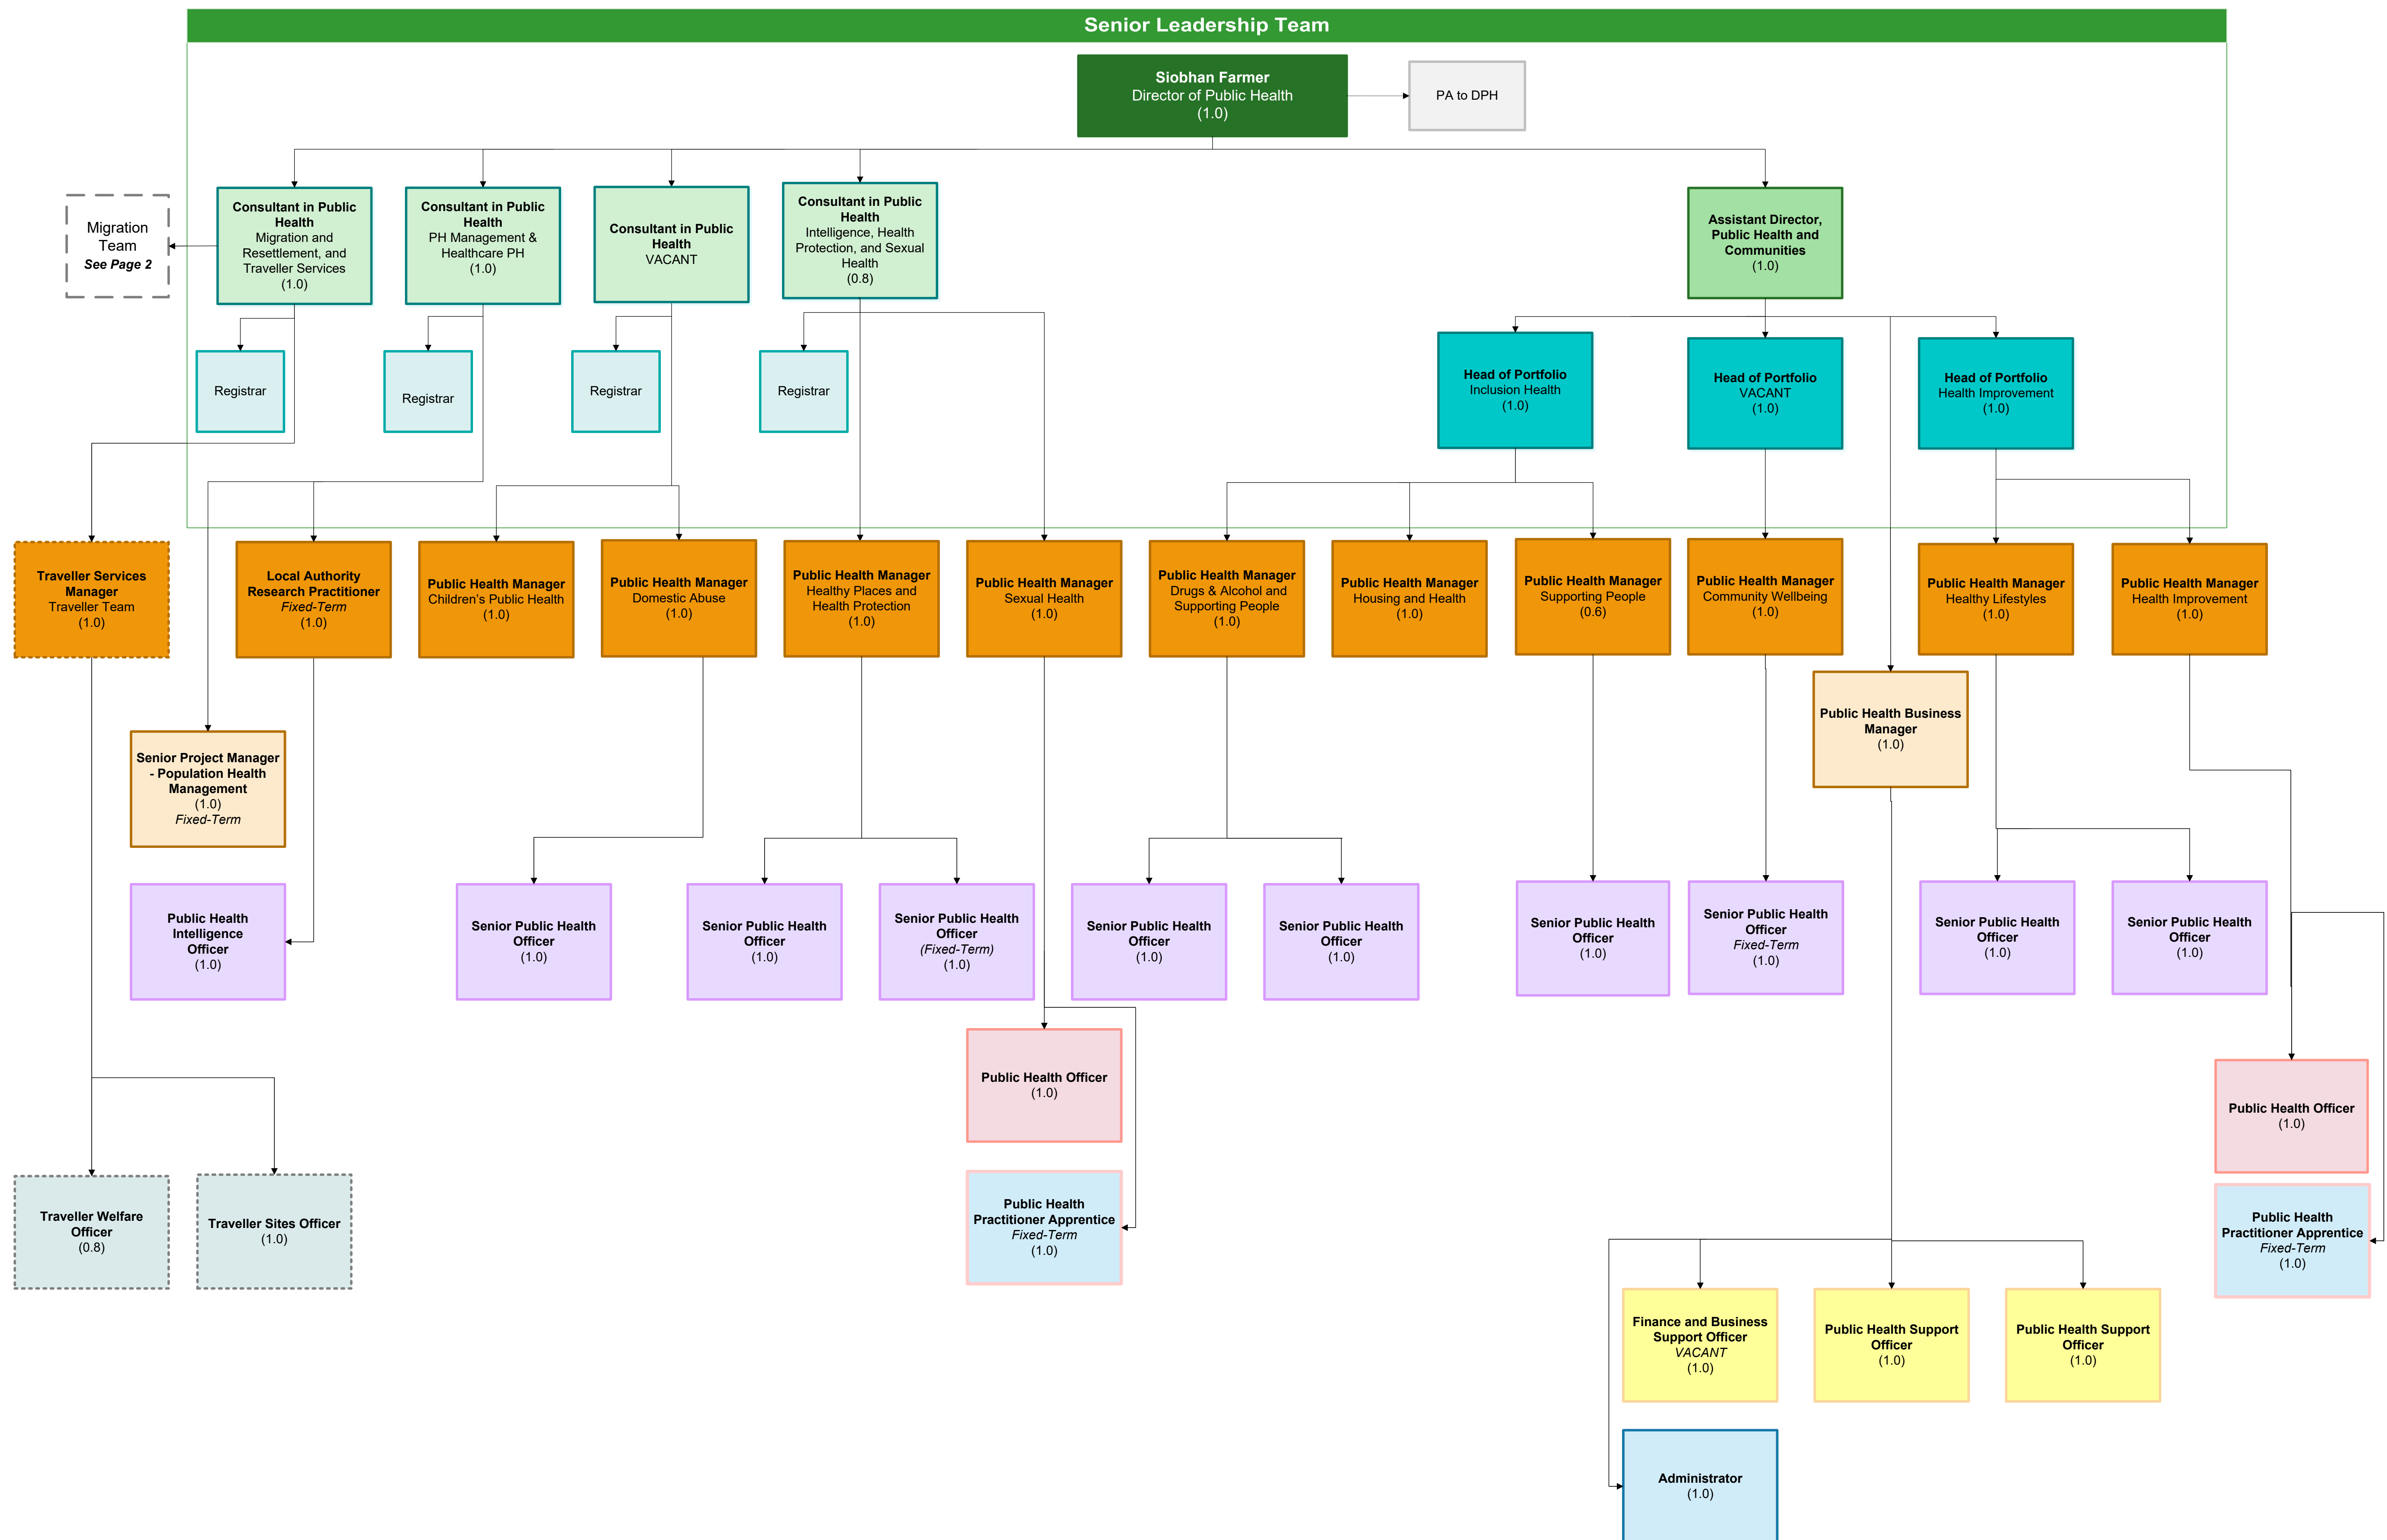 Senior Leadership Team
Siobhan Farmer
Director of Public Health
(1.0)
PA to DPH
Migration
Team
See Page 2
Consultant in Public
Health
Migration and
Resettlement, and
Traveller Services
(1.0)
Consultant in Public
Health
PH Management &
Healthcare PH
(1.0)
Consultant in Public
Health
VACANT
Consultant in Public
Health
Intelligence, Health
Protection, and Sexual
Health
(0.8)
Assistant Director,
Public Health and
Communities
(1.0)
Registrar
Registrar
Registrar
Registrar
Head of Portfolio
Inclusion Health
(1.0)
Head of Portfolio
VACANT
(1.0)
Head of Portfolio
Health Improvement
(1.0)
Traveller Services
Manager
Traveller Team
(1.0)
Local Authority
Research Practitioner
Fixed-Term
(1.0)
Public Health Manager
Children's Public Health
(1.0)
Public Health Manager
Domestic Abuse
(1.0)
Public Health Manager
Healthy Places and
Health Protection
(1.0)
Public Health Manager
Sexual Health
(1.0)
Public Health Manager
Drugs & Alcohol and
Supporting People
(1.0)
Public Health Manager
Housing and Health
(1.0)
Public Health Manager
Supporting People
(0.6)
Public Health Manager
Community Wellbeing
(1.0)
Public Health Manager
Healthy Lifestyles
(1.0)
Public Health Manager
Health Improvement
(1.0)
Public Health Business
Manager
(1.0)
Senior Project Manager
- Population Health
Management
(1.0)
Fixed-Term
Public Health
Intelligence
Officer
(1.0)
Senior Public Health
Officer
(1.0)
Senior Public Health
Officer
(1.0)
Senior Public Health
Officer
(Fixed-Term)
(1.0)
Senior Public Health
Officer
(1.0)
Senior Public Health
Officer
(1.0)
Senior Public Health
Officer
(1.0)
Senior Public Health
Officer
Fixed-Term
(1.0)
Senior Public Health
Officer
(1.0)
Senior Public Health
Officer
(1.0)
Public Health Officer
(1.0)
Public Health Officer
(1.0)
Traveller Welfare
Officer
(0.8)
Traveller Sites Officer
(1.0)
Public Health
Practitioner Apprentice
Fixed-Term
(1.0)
Public Health
Practitioner Apprentice
Fixed-Term
(1.0)
Finance and Business
Support Officer
VACANT
(1.0)
Public Health Support
Officer
(1.0)
Public Health Support
Officer
(1.0)
Administrator
(1.0)